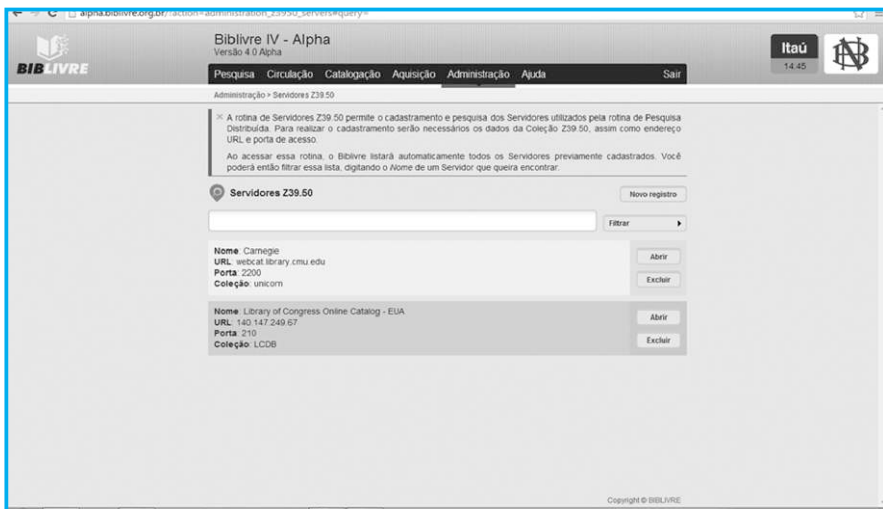 alpha.biblivre.org.br/?action=administration_z3950_servers#query=
BIBLIVRE
Biblivre IV - Alpha
Versão 4.0 Alpha
Itaú
14:45
Pesquisa Circulação Catalogação Aquisição Administração Ajuda Sair
Administração > Servidores Z39.50
× A rotina de Servidores Z39.50 permite o cadastramento e pesquisa dos Servidores utilizados pela rotina de Pesquisa
Distribuída. Para realizar o cadastramento serão necessários os dados da Coleção Z39.50, assim como endereço
URL e porta de acesso.
Ao acessar essa rotina, o Biblivre listará automaticamente todos os Servidores previamente cadastrados. Você
poderá então filtrar essa lista, digitando o Nome de um Servidor que queira encontrar.
Servidores Z39.50
Novo registro
Filtrar
Nome: Carnegie
URL: webcat.library.cmu.edu
Porta: 2200
Coleção: unicorn
Abrir
Excluir
Nome: Library of Congress Online Catalog - EUA
URL: 140.147.249.67
Porta: 210
Coleção: LCDB
Abrir
Excluir
Copyright © BIBLIVRE